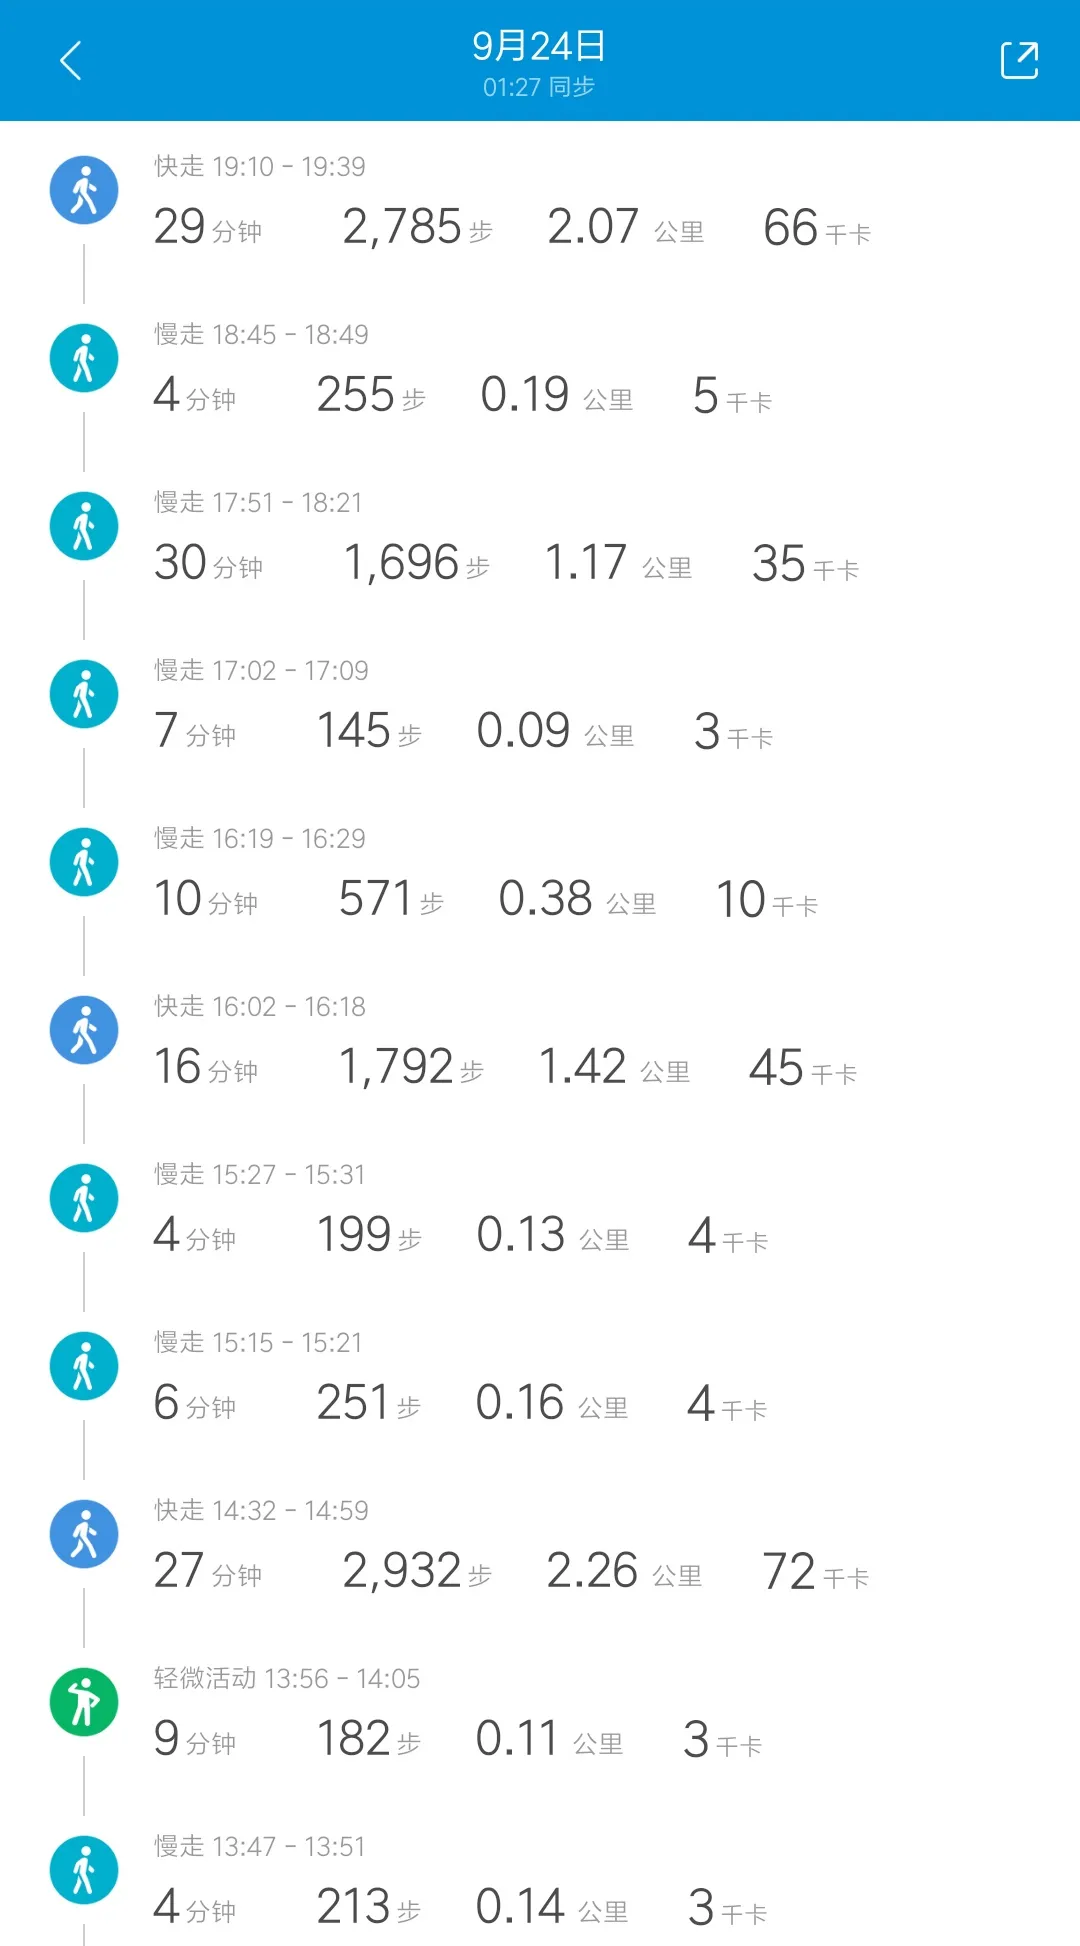 9月24日
01:27 同步
快走 19:10 - 19:39
29 分钟 2,785 步 2.07 公里 66 千卡
慢走 18:45 - 18:49
4 分钟 255 步 0.19 公里 5 千卡
慢走 17:51 - 18:21
30 分钟 1,696 步 1.17 公里 35 千卡
慢走 17:02 - 17:09
7 分钟 145 步 0.09 公里 3 千卡
慢走 16:19 - 16:29
10 分钟 571 步 0.38 公里 10 千卡
快走 16:02 - 16:18
16 分钟 1,792 步 1.42 公里 45 千卡
慢走 15:27 - 15:31
4 分钟 199 步 0.13 公里 4 千卡
慢走 15:15 - 15:21
6 分钟 251 步 0.16 公里 4 千卡
快走 14:32 - 14:59
27 分钟 2,932 步 2.26 公里 72 千卡
轻微活动 13:56 - 14:05
9 分钟 182 步 0.11 公里 3 千卡
慢走 13:47 - 13:51
4 分钟 213 步 0.14 公里 3 千卡